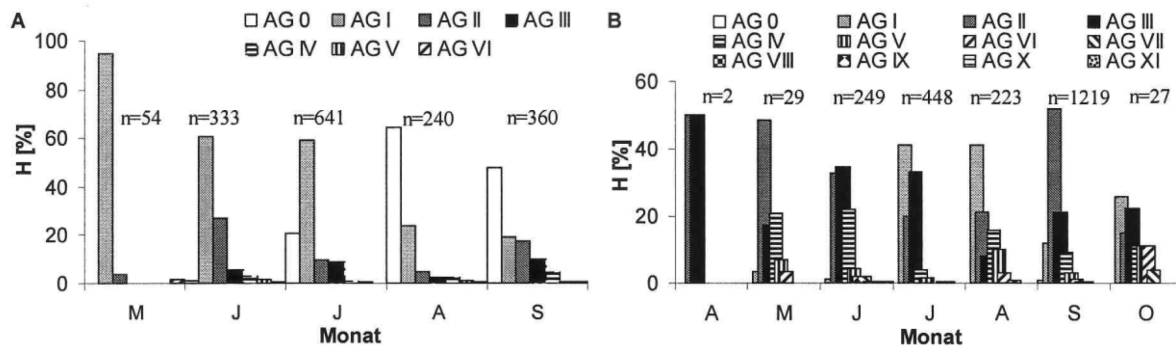 A
AG 0 AG I AG II AG III
AG IV AG V AG VI
100
80
60
40
20
0
H [%]
n=54 n=333 n=641 n=240 n=360
M J J A S
Monat
B
AG 0 AG I AG II AG III
AG IV AG V AG VI AG VII
AG VIII AG IX AG X AG XI
60
40
20
0
H [%]
n=2 n=29 n=249 n=448 n=223 n=1219 n=27
A M J J A S O
Monat